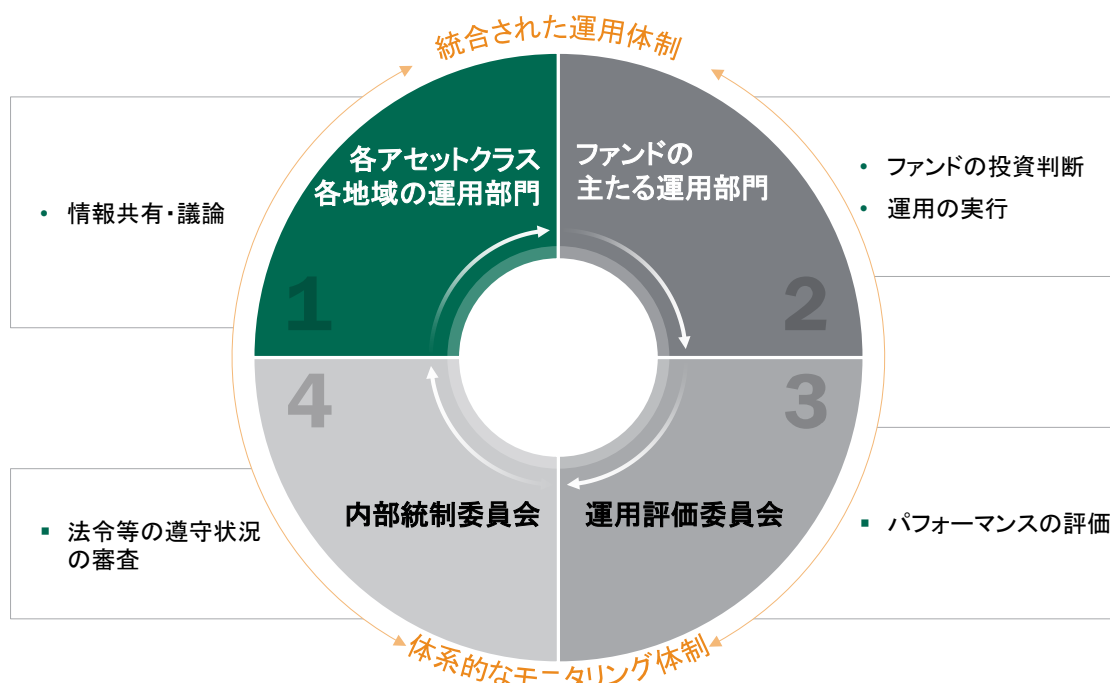 統合された運用体制
各アセットクラス
各地域の運用部門
1
・ 情報共有・議論
ファンドの
主たる運用部門
2
• ファンドの投資判断
• 運用の実行
3
運用評価委員会
▪ パフォーマンスの評価
4
内部統制委員会
▪ 法令等の遵守状況
の審査
体系的なモニタリング体制